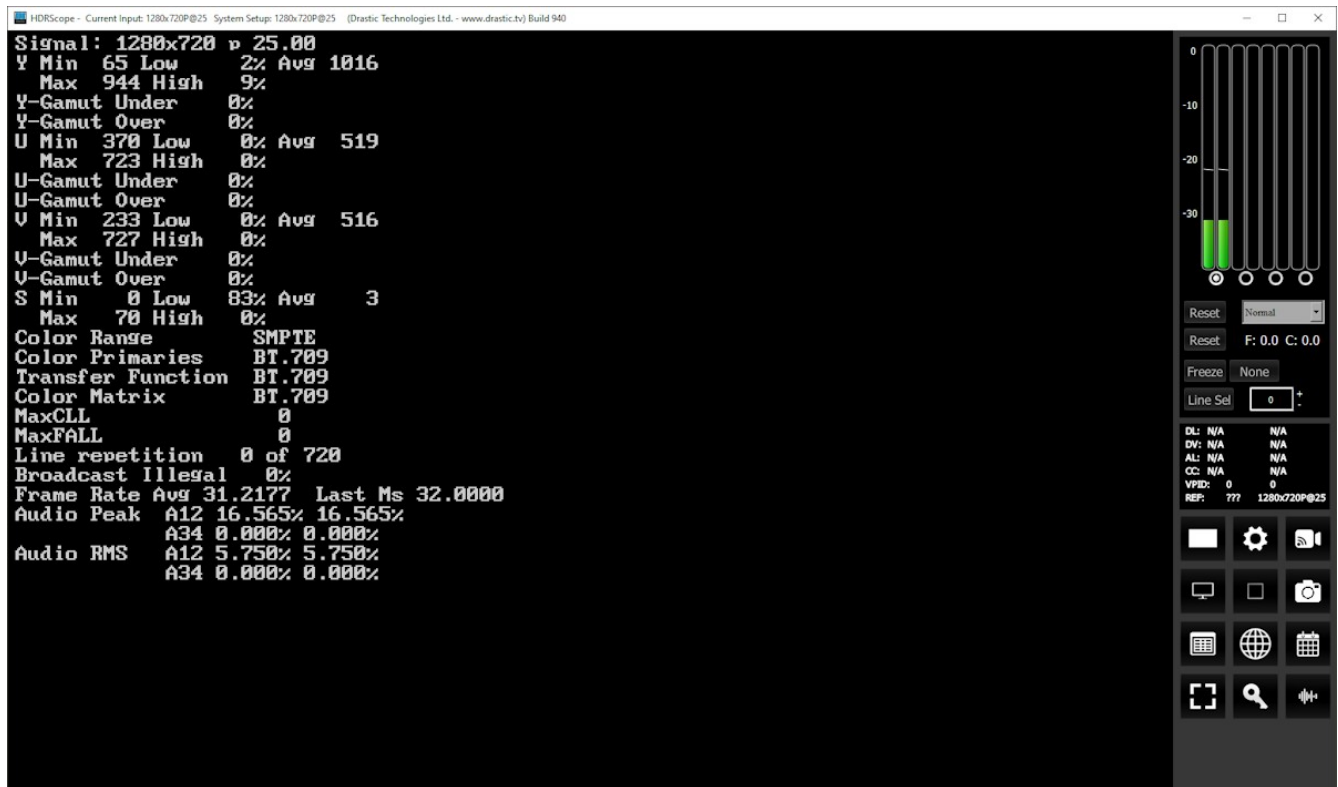 HDRScope - Current Input: 1280x720P@25 System Setup: 1280x720P@25 (Drastic Technologies Ltd. - www.drastic.tv) Build 940
Signal: 1280x720 p 25.00
Y Min 65 Low 2% Avg 1016
Max 944 High 9%
Y-Gamut Under 0%
Y-Gamut Over 0%
U Min 370 Low 0% Avg 519
Max 723 High 0%
U-Gamut Under 0%
U-Gamut Over 0%
V Min 233 Low 0% Avg 516
Max 727 High 0%
V-Gamut Under 0%
V-Gamut Over 0%
S Min 0 Low 83% Avg 3
Max 70 High 0%
Color Range SMPTE
Color Primaries BT.709
Transfer Function BT.709
Color Matrix BT.709
MaxCLL 0
MaxFALL 0
Line repetition 0 of 720
Broadcast Illegal 0%
Frame Rate Avg 31.2177 Last Ms 32.0000
Audio Peak A12 16.565% 16.565%
A34 0.000% 0.000%
Audio RMS A12 5.750% 5.750%
A34 0.000% 0.000%
0
-10
-20
-30
Reset Normal
Reset F: 0.0 C: 0.0
Freeze None
Line Sel 0 + -
DL: N/A N/A
DV: N/A N/A
AL: N/A N/A
CC: N/A N/A
VPID: 0 0
REF: ??? 1280x720P@25